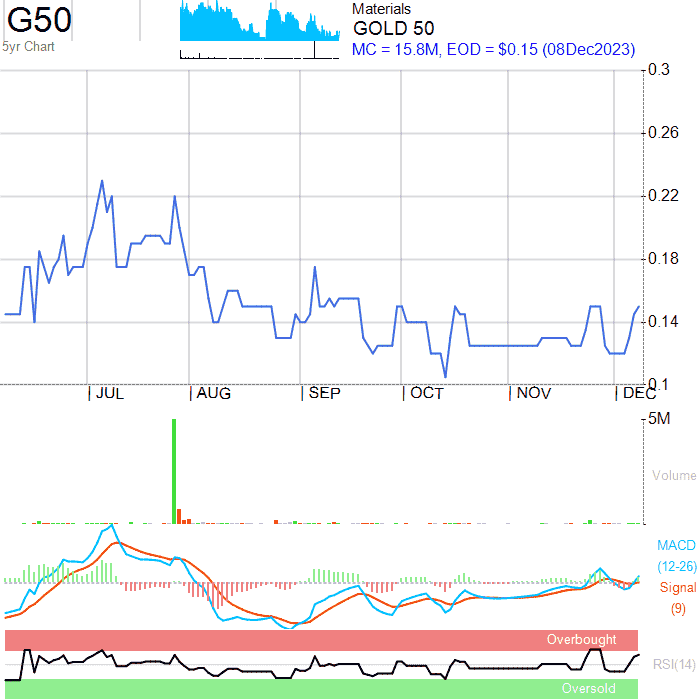 G50
5yr Chart
Materials
GOLD 50
MC = 15.8M, EOD = $0.15 (08Dec2023)
0.3
0.26
0.22
0.18
0.14
0.1
JUL AUG SEP OCT NOV DEC
5M
Volume
MACD
(12-26)
Signal
(9)
Overbought
RSI(14)
Oversold